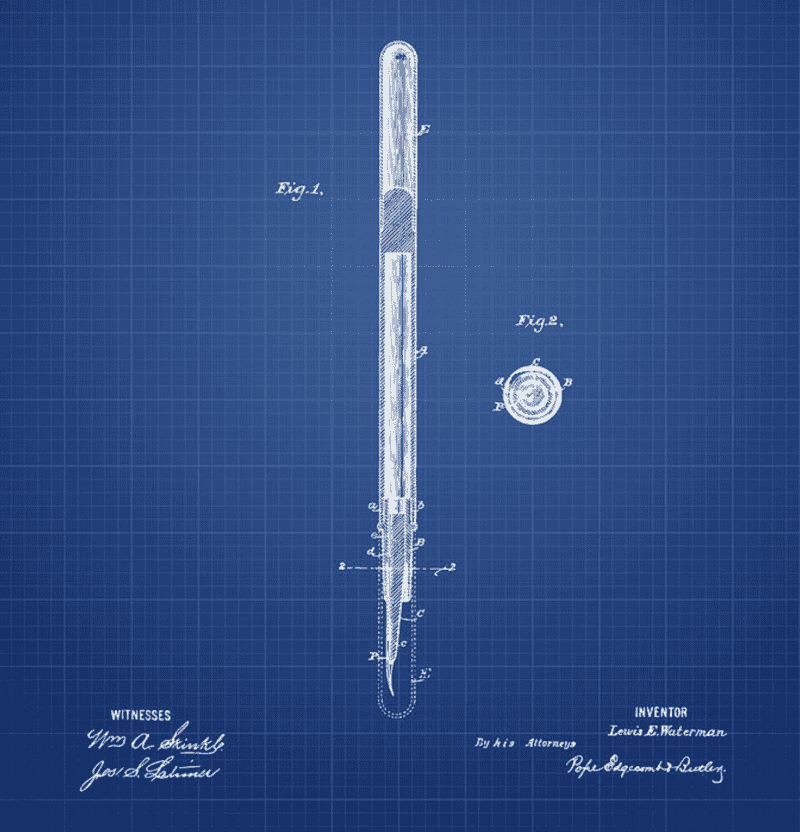 E
Fig.1.
Fig.2.
A
c
a
B
P
a
b
e
B
d
2
2
C
c
P
E
WITNESSES
Wm A. Skinkle
Jos S. Latimer
INVENTOR
Lewis E. Waterman
By his Attorneys
Pope Edgecomb & Butler.